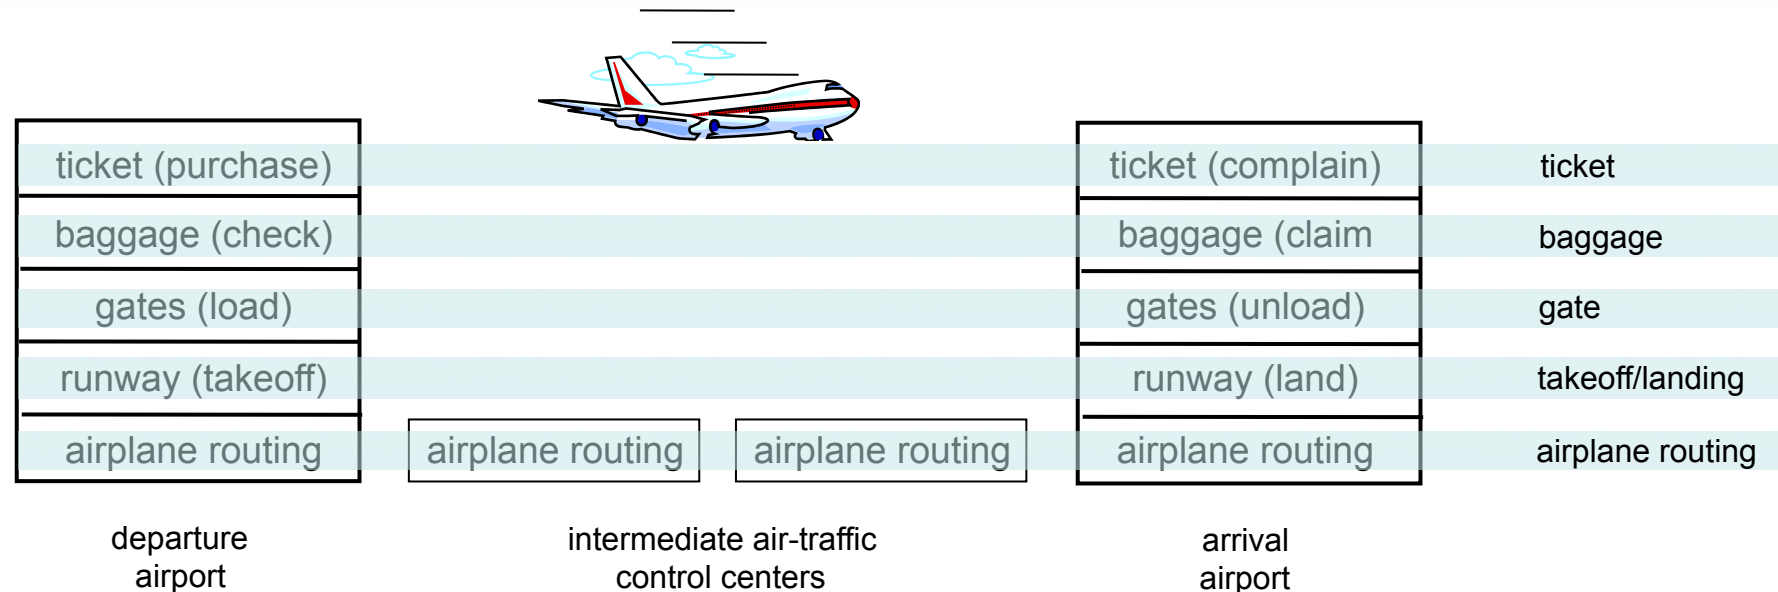 ticket (purchase) ticket (complain) ticket
baggage (check) baggage (claim baggage
gates (load) gates (unload) gate
runway (takeoff) runway (land) takeoff/landing
airplane routing airplane routing airplane routing airplane routing airplane routing
departure intermediate air-traffic arrival
airport control centers airport